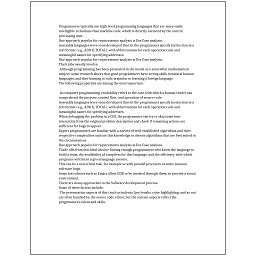 Programmers typically use high-level programming languages that are more easily
intelligible to humans than machine code, which is directly executed by the central
processing unit.
One approach popular for requirements analysis is Use Case analysis.
Assembly languages were soon developed that let the programmer specify instruction in a
text format (e.g., ADD X, TOTAL), with abbreviations for each operation code and
meaningful names for specifying addresses.
One approach popular for requirements analysis is Use Case analysis.
Their jobs usually involve:
Although programming has been presented in the media as a somewhat mathematical
subject, some research shows that good programmers have strong skills in natural human
languages, and that learning to code is similar to learning a foreign language.
The following properties are among the most important:
In computer programming, readability refers to the ease with which a human reader can
comprehend the purpose, control flow, and operation of source code.
Assembly languages were soon developed that let the programmer specify instruction in a
text format (e.g., ADD X, TOTAL), with abbreviations for each operation code and
meaningful names for specifying addresses.
When debugging the problem in a GUI, the programmer can try to skip some user
interaction from the original problem description and check if remaining actions are
sufficient for bugs to appear.
Expert programmers are familiar with a variety of well-established algorithms and their
respective complexities and use this knowledge to choose algorithms that are best suited to
the circumstances.
One approach popular for requirements analysis is Use Case analysis.
Trade-offs from this ideal involve finding enough programmers who know the language to
build a team, the availability of compilers for that language, and the efficiency with which
programs written in a given language execute.
This can be a non-trivial task, for example as with parallel processes or some unusual
software bugs.
Some text editors such as Emacs allow GDB to be invoked through them, to provide a visual
environment.
There are many approaches to the Software development process.
Some of these factors include:
The presentation aspects of this (such as indents, line breaks, color highlighting, and so on)
are often handled by the source code editor, but the content aspects reflect the
programmer's talent and skills.